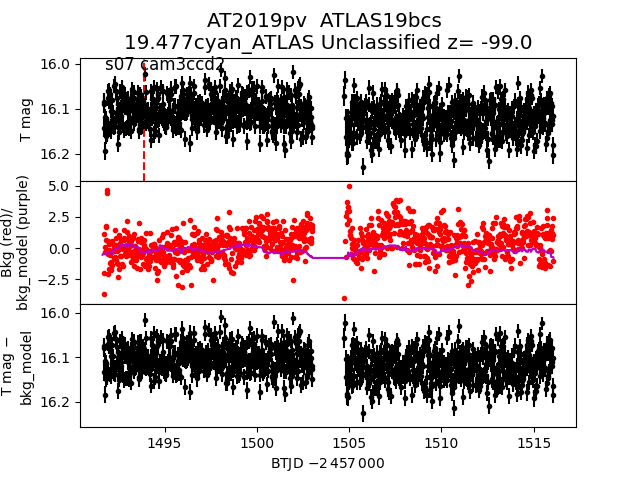 AT2019pv  ATLAS19bcs
19.477cyan_ATLAS Unclassified z= -99.0
s07 cam3ccd2
16.0
16.1
16.2
T mag
5.0
2.5
0.0
−2.5
Bkg (red)/
bkg_model (purple)
16.0
16.1
16.2
T mag −
bkg_model
1495
1500
1505
1510
1515
BTJD −2 457 000